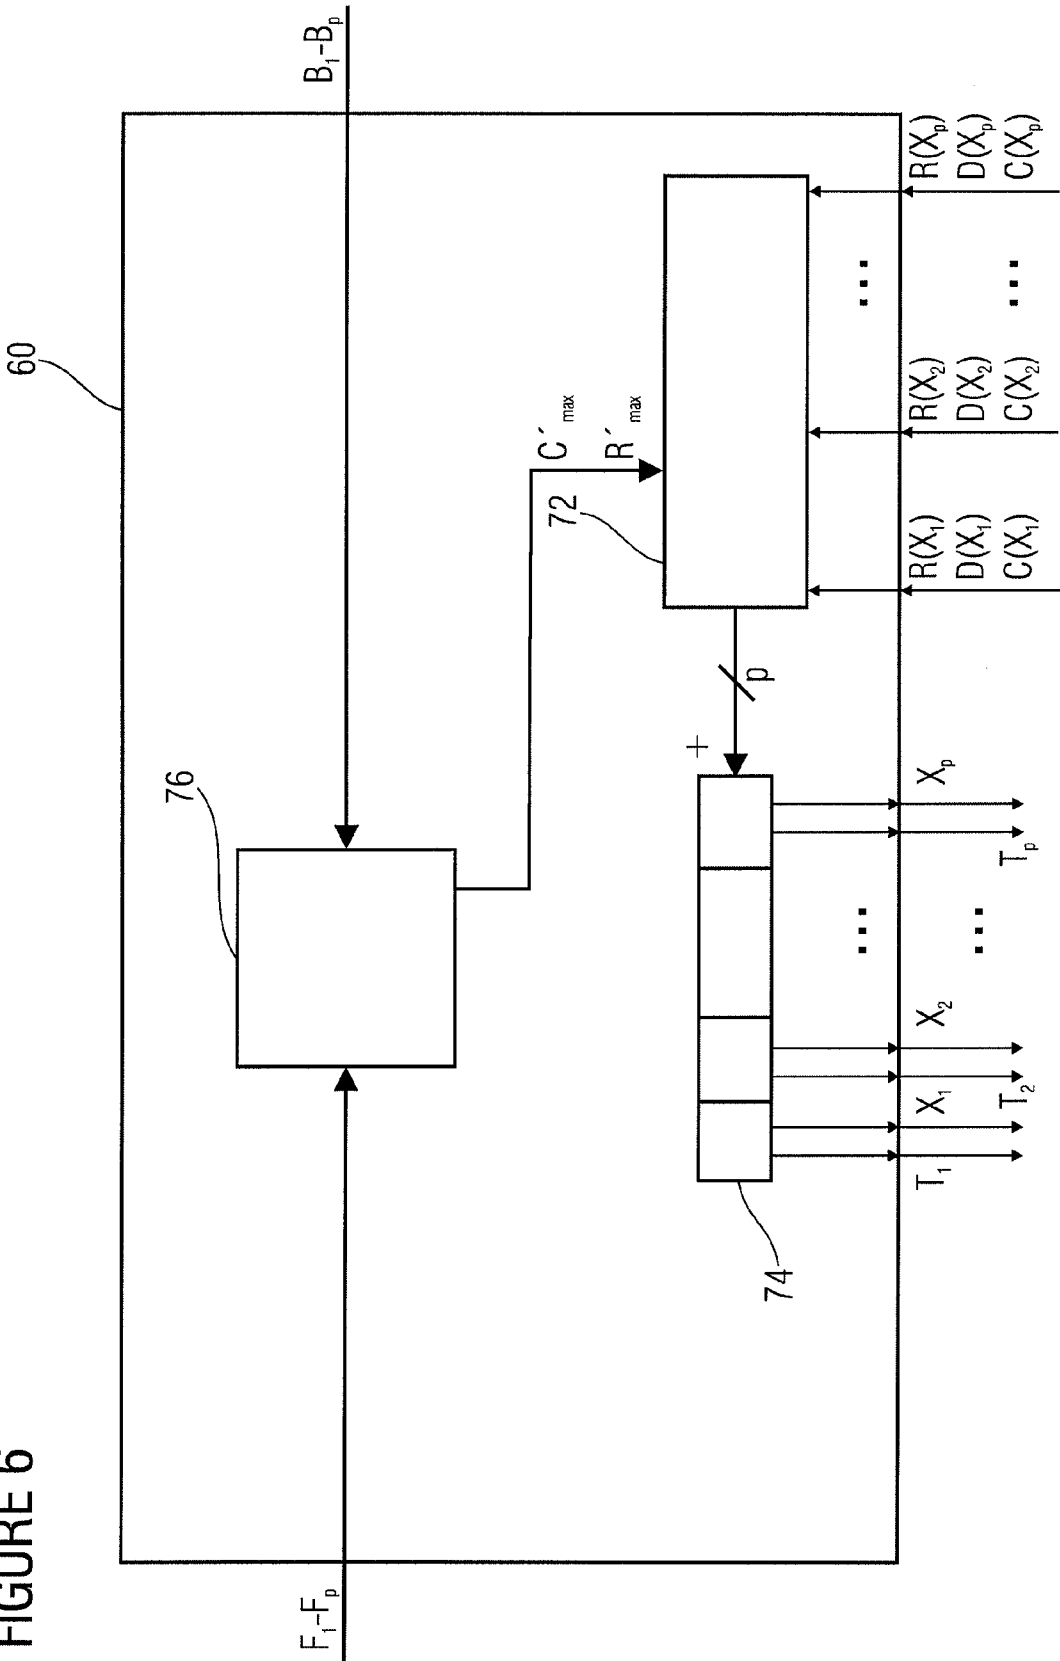 FIGURE 6
60
F₁-Fₚ
B₁-Bₚ
76
C´max
R´max
72
74
+
p
T₁
X₁
T₂
X₂
...
...
Tₚ
Xₚ
R(X₁)
D(X₁)
C(X₁)
R(X₂)
D(X₂)
C(X₂)
...
...
R(Xₚ)
D(Xₚ)
C(Xₚ)